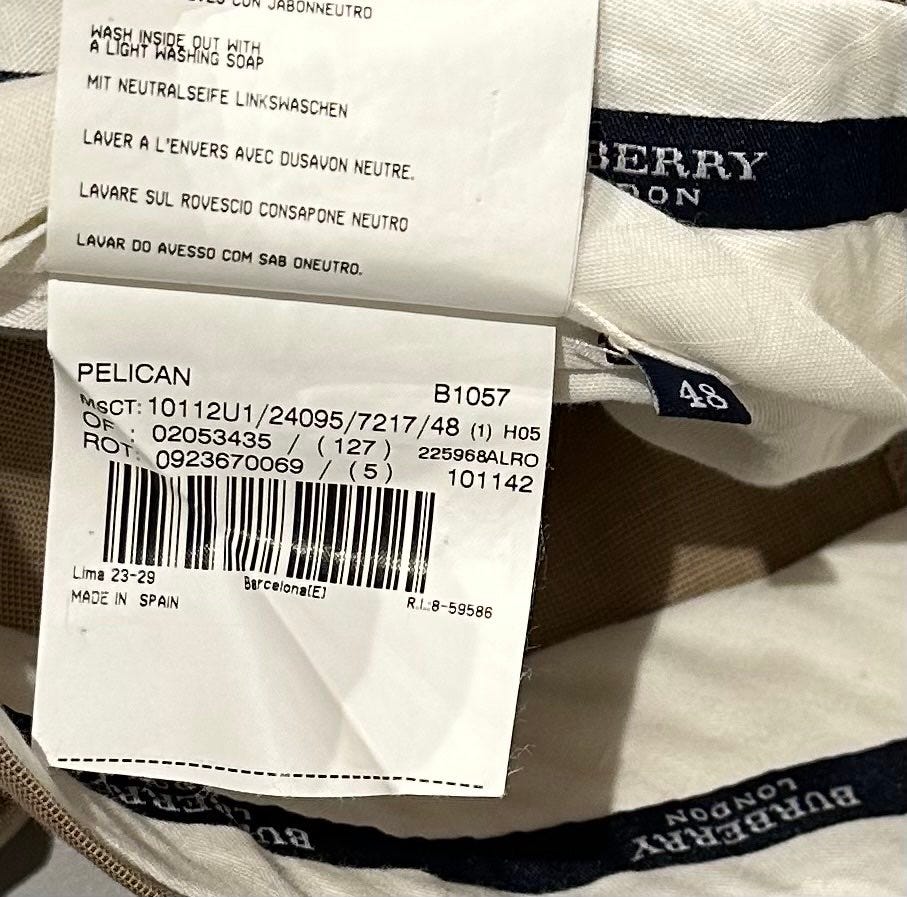 CON JABONNEUTRO
WASH INSIDE OUT WITH
A LIGHT WASHING SOAP
MIT NEUTRALSEIFE LINKSWASCHEN
LAVER A L'ENVERS AVEC DUSAVON NEUTRE.
LAVARE SUL ROVESCIO CONSAPONE NEUTRO
LAVAR DO AVESSO COM SAB ONEUTRO.
BERRY
DON
48
PELICAN
B1057
MsCT: 10112U1/24095/7217/48 (1) H05
OF : 02053435 / (127) 225968ALRO
ROT: 0923670069 / (5) 101142
Lima 23-29
Barcelona[E]
MADE IN SPAIN
R.I.:8-59586
BURBERRY
LONDON